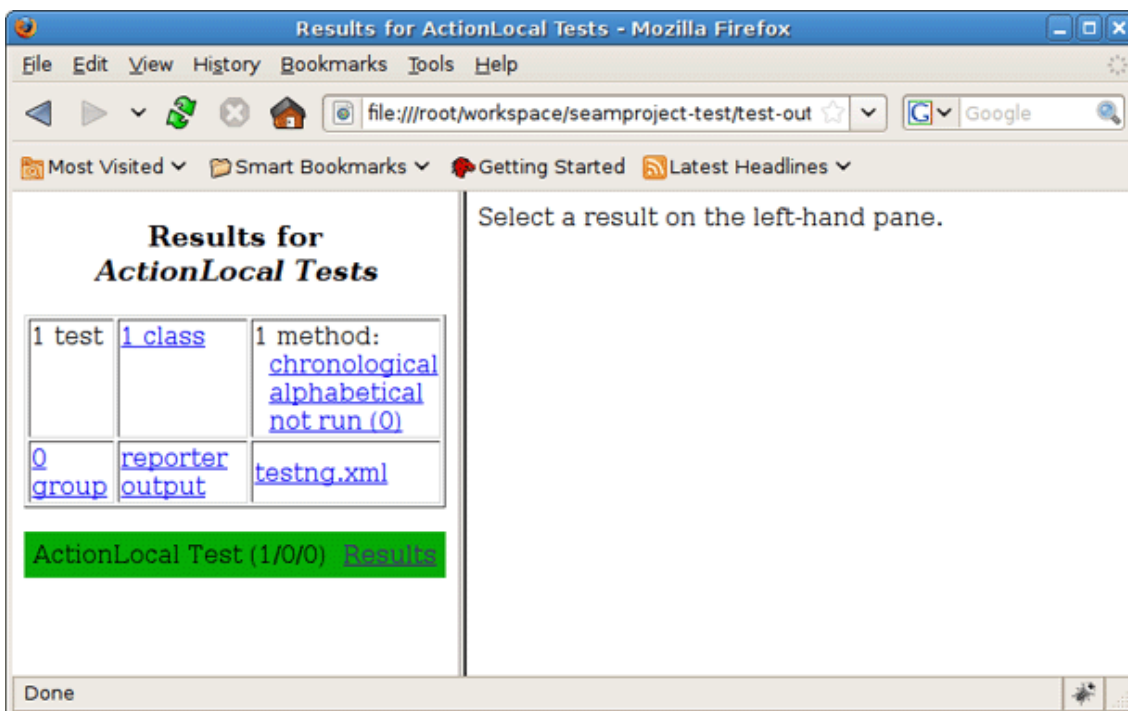 Results for ActionLocal Tests - Mozilla Firefox
File Edit View History Bookmarks Tools Help
file:///root/workspace/seamproject-test/test-out Google
Most Visited Smart Bookmarks Getting Started Latest Headlines
Results for
ActionLocal Tests
1 test 1 class 1 method:
chronological
alphabetical
not run (0)
0 group reporter output testng.xml
ActionLocal Test (1/0/0) Results
Select a result on the left-hand pane.
Done